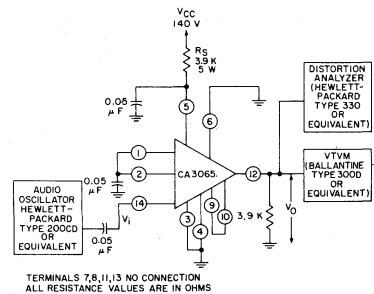 VCC
140 V
RS
3.9 K
5 W
0.05
µF
5
6
DISTORTION
ANALYZER
(HEWLETT-
PACKARD
TYPE 330
OR
EQUIVALENT)
1
2
CA3065
12
0.05
µF
VTVM
(BALLANTINE
TYPE 300D
OR
EQUIVALENT)
AUDIO
OSCILLATOR
HEWLETT-
PACKARD
TYPE 200CD
OR
EQUIVALENT
Vi
14
0.05
µF
3
4
9
10
3.9 K
VO
TERMINALS 7,8,11,13 NO CONNECTION
ALL RESISTANCE VALUES ARE IN OHMS